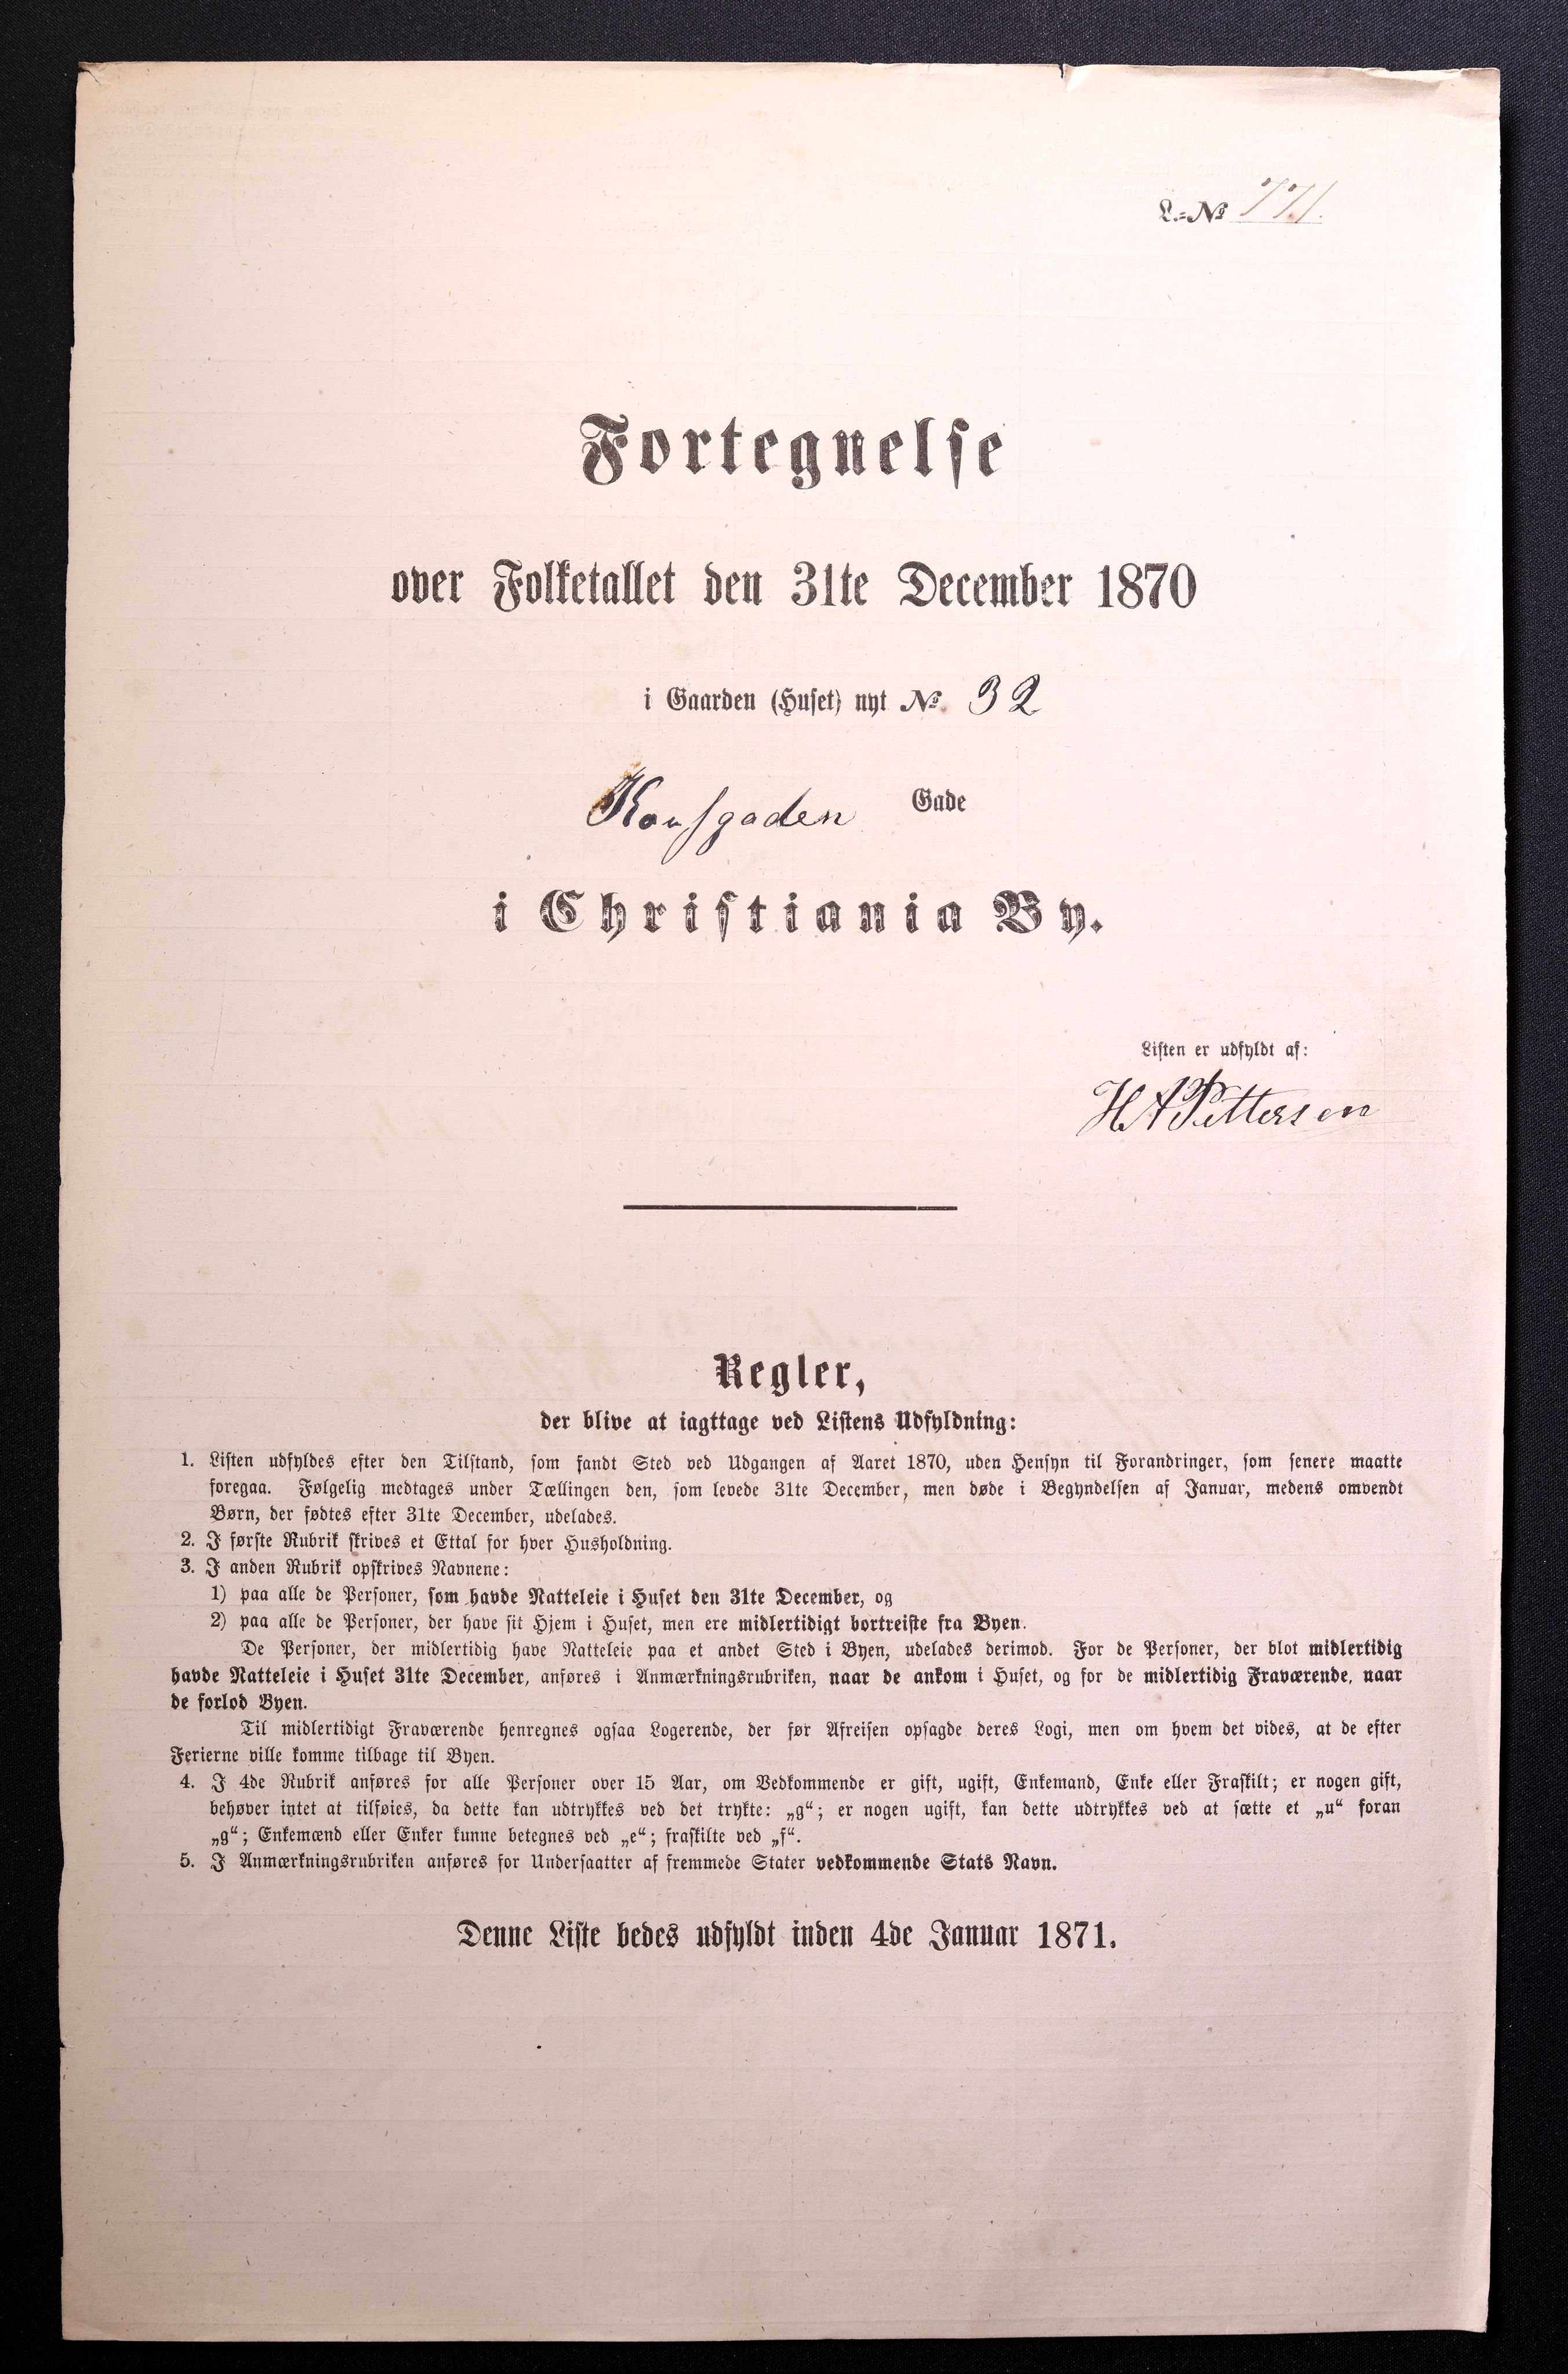 L.-No 771.
Fortegnelse
over Folketallet den 31te December 1870
i Gaarden (Huset) nyt No. 32
Gade
i Christiania By.
Listen er udfyldt af:
HAPettersen
Regler,
der blive at iagttage ved Listens Udfyldning:
1. Listen udfyldes efter den Tilstand, som fandt Sted ved Udgangen af Aaret 1870, uden Hensyn til Forandringer, som senere maatte
foregaa. Følgelig medtages under Tællingen den, som levede 31te December, men døde i Begyndelsen af Januar, medens omvendt
Børn, der fødtes efter 31te December, udelades.
2. I første Rubrik skrives et Ettal for hver Husholdning.
3. I anden Rubrik opskrives Navnene:
1) paa alle de Personer, som havde Natteleie i Huset den 31te December, og
2) paa alle de Personer, der have sit Hjem i Huset, men ere midlertidigt bortreiste fra Byen.
De Personer, der midlertidig have Natteleie paa et andet Sted i Byen, udelades derimod. For de Personer, der blot midlertidig
havde Natteleie i Huset 31te December, anføres i Anmærkningsrubriken, naar de ankom i Huset, og for de midlertidig Fraværende, naar
de forlod Byen.
Til midlertidigt Fraværende henregnes ogsaa Logerende, der før Afreisen opsagde deres Logi, men om hvem det vides, at de efter
Ferierne ville komme tilbage til Byen.
4. I 4de Rubrik anføres for alle Personer over 15 Aar, om Vedkommende er gift, ugift, Enkemand, Enke eller Fraskilt; er nogen gift,
behøver intet at tilføies, da dette kan udtrykkes ved det trykte: „g“; er nogen ugift, kan dette udtrykkes ved at sætte et „u“ foran
„g“; Enkemænd eller Enker kunne betegnes ved „e“; fraskilte ved „f“.
5. I Anmærkningsrubriken anføres for Undersaatter af fremmede Stater vedkommende Stats Navn.
Denne Liste bedes udfyldt inden 4de Januar 1871.